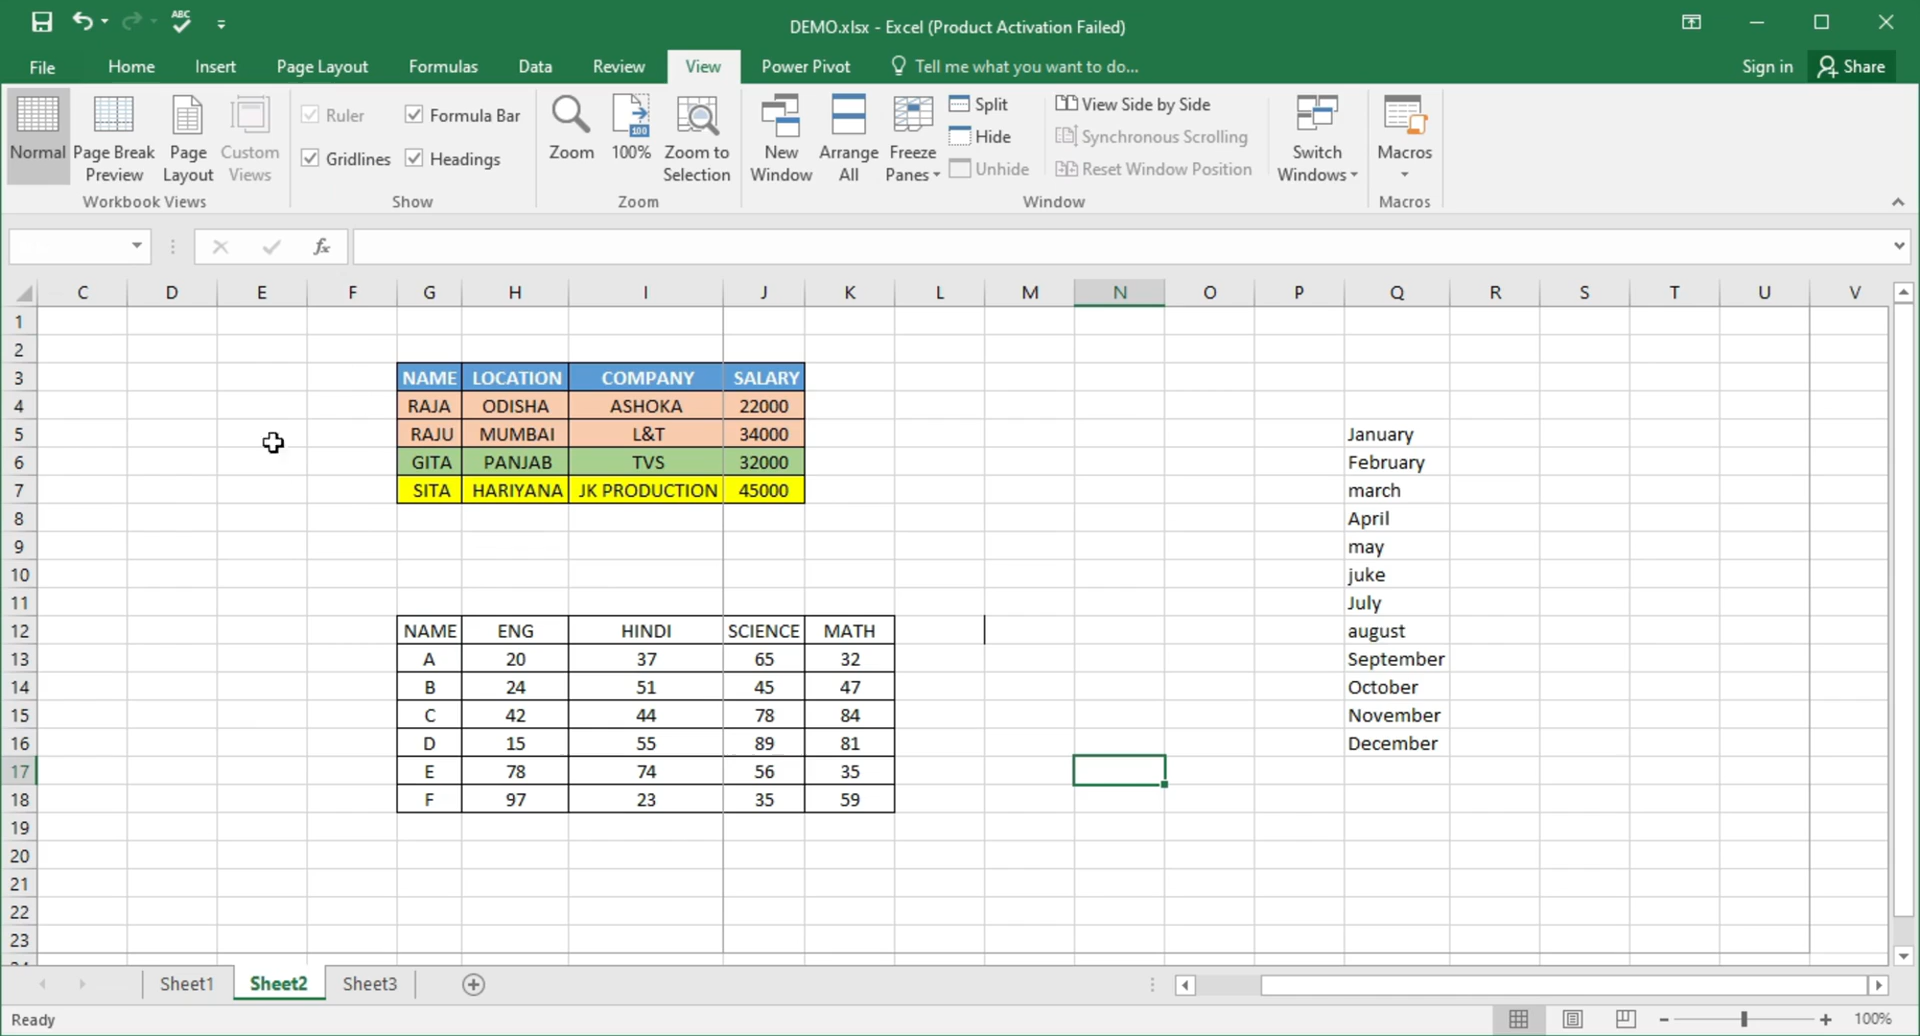 ABC
DEMO.xlsx - Excel (Product Activation Failed)
File Home Insert Page Layout Formulas Data Review View Power Pivot Tell me what you want to do... Sign in Share
Normal
Page Break Preview
Page Layout
Custom Views
Workbook Views
Ruler
Formula Bar
Gridlines
Headings
Show
Zoom
100
100%
Zoom to Selection
Zoom
New Window
Arrange All
Freeze Panes
Split
Hide
Unhide
View Side by Side
Synchronous Scrolling
Reset Window Position
Switch Windows
Window
Macros
Macros
fx
C D E F G H I J K L M N O P Q R S T U V
1
2
3 NAME LOCATION COMPANY SALARY
4 RAJA ODISHA ASHOKA 22000
5 RAJU MUMBAI L&T 34000 January
6 GITA PANJAB TVS 32000 February
7 SITA HARIYANA JK PRODUCTION 45000 march
8 April
9 may
10 juke
11 July
12 NAME ENG HINDI SCIENCE MATH august
13 A 20 37 65 32 September
14 B 24 51 45 47 October
15 C 42 44 78 84 November
16 D 15 55 89 81 December
17 E 78 74 56 35
18 F 97 23 35 59
19
20
21
22
23
Sheet1 Sheet2 Sheet3
Ready 100%